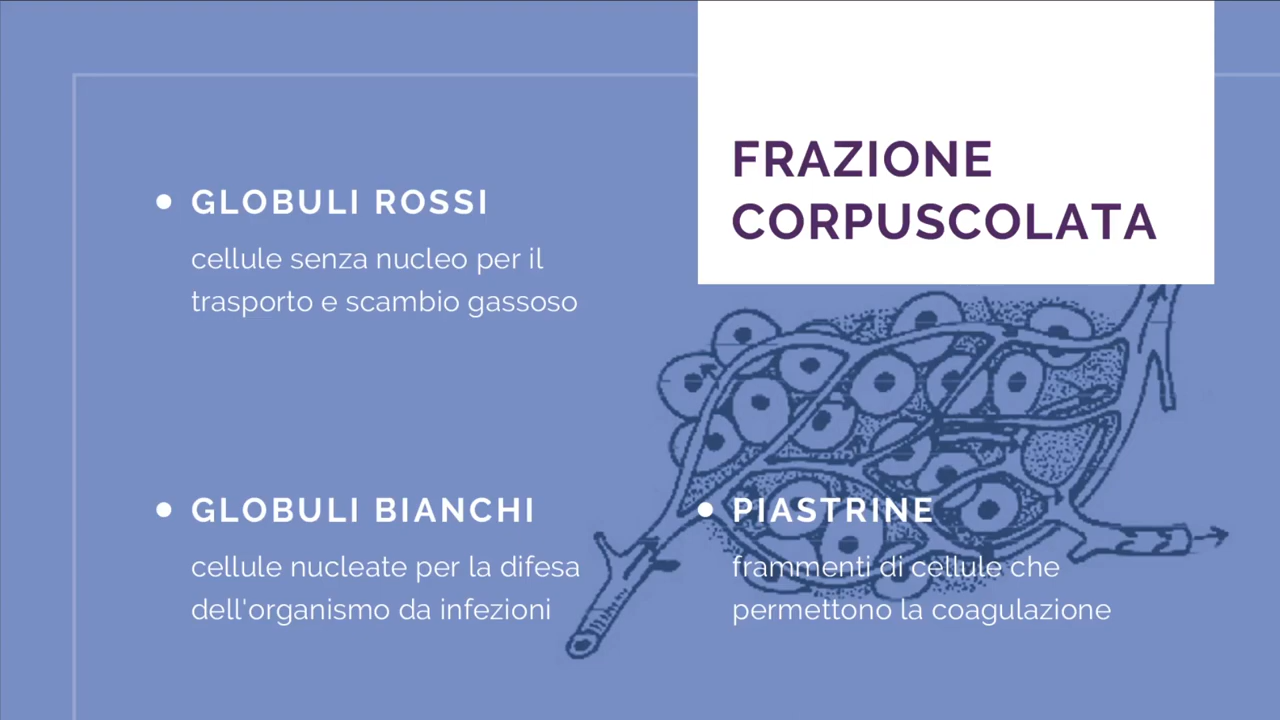 FRAZIONE
CORPUSCOLATA
GLOBULI ROSSI
cellule senza nucleo per il
trasporto e scambio gassoso
GLOBULI BIANCHI
cellule nucleate per la difesa
dell'organismo da infezioni
PIASTRINE
frammenti di cellule che
permettono la coagulazione